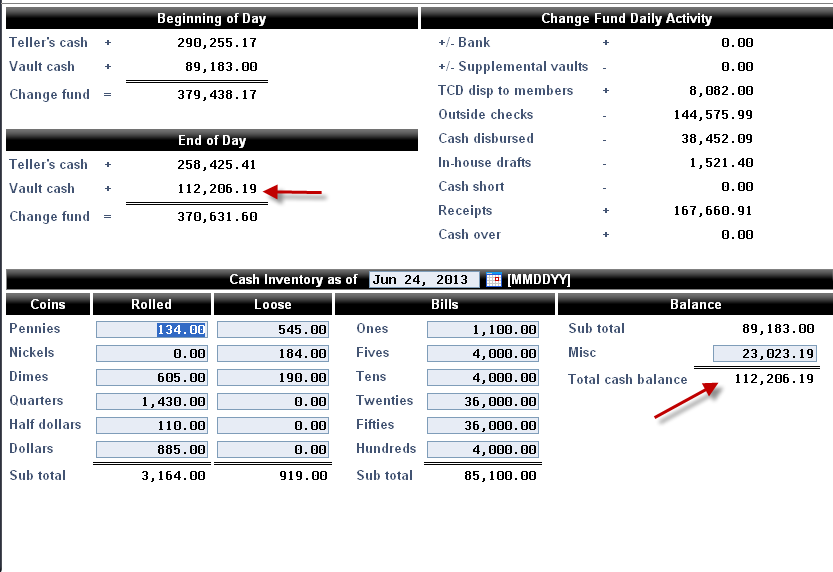 Beginning of Day
Teller's cash + 290,255.17
Vault cash + 89,183.00
Change fund = 379,438.17
End of Day
Teller's cash + 258,425.41
Vault cash + 112,206.19
Change fund = 370,631.60
Change Fund Daily Activity
+/- Bank + 0.00
+/- Supplemental vaults - 0.00
TCD disp to members + 8,082.00
Outside checks - 144,575.99
Cash disbursed - 38,452.09
In-house drafts - 1,521.40
Cash short - 0.00
Receipts + 167,660.91
Cash over + 0.00
Cash Inventory as of Jun 24, 2013 [MMDDYY]
Coins Rolled Loose Bills Balance
Pennies 134.00 545.00 Ones 1,100.00 Sub total 89,183.00
Nickels 0.00 184.00 Fives 4,000.00 Misc 23,023.19
Dimes 605.00 190.00 Tens 4,000.00 Total cash balance 112,206.19
Quarters 1,430.00 0.00 Twenties 36,000.00
Half dollars 110.00 0.00 Fifties 36,000.00
Dollars 885.00 0.00 Hundreds 4,000.00
Sub total 3,164.00 919.00 Sub total 85,100.00